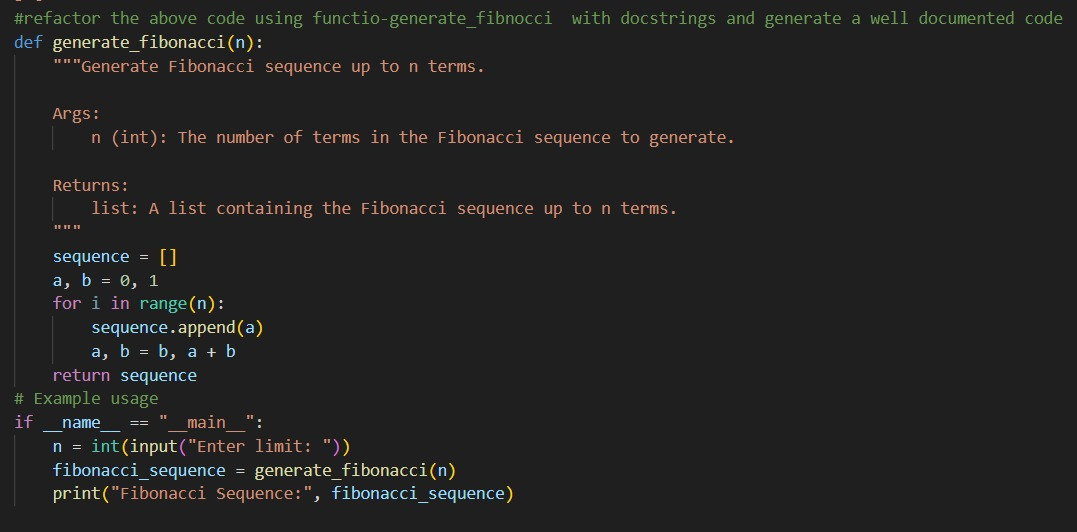 #refactor the above code using functio-generate_fibnocci  with docstrings and generate a well documented code
def generate_fibonacci(n):
    """Generate Fibonacci sequence up to n terms.

    Args:
        n (int): The number of terms in the Fibonacci sequence to generate.

    Returns:
        list: A list containing the Fibonacci sequence up to n terms.
    """
    sequence = []
    a, b = 0, 1
    for i in range(n):
        sequence.append(a)
        a, b = b, a + b
    return sequence
# Example usage
if __name__ == "__main__":
    n = int(input("Enter limit: "))
    fibonacci_sequence = generate_fibonacci(n)
    print("Fibonacci Sequence:", fibonacci_sequence)